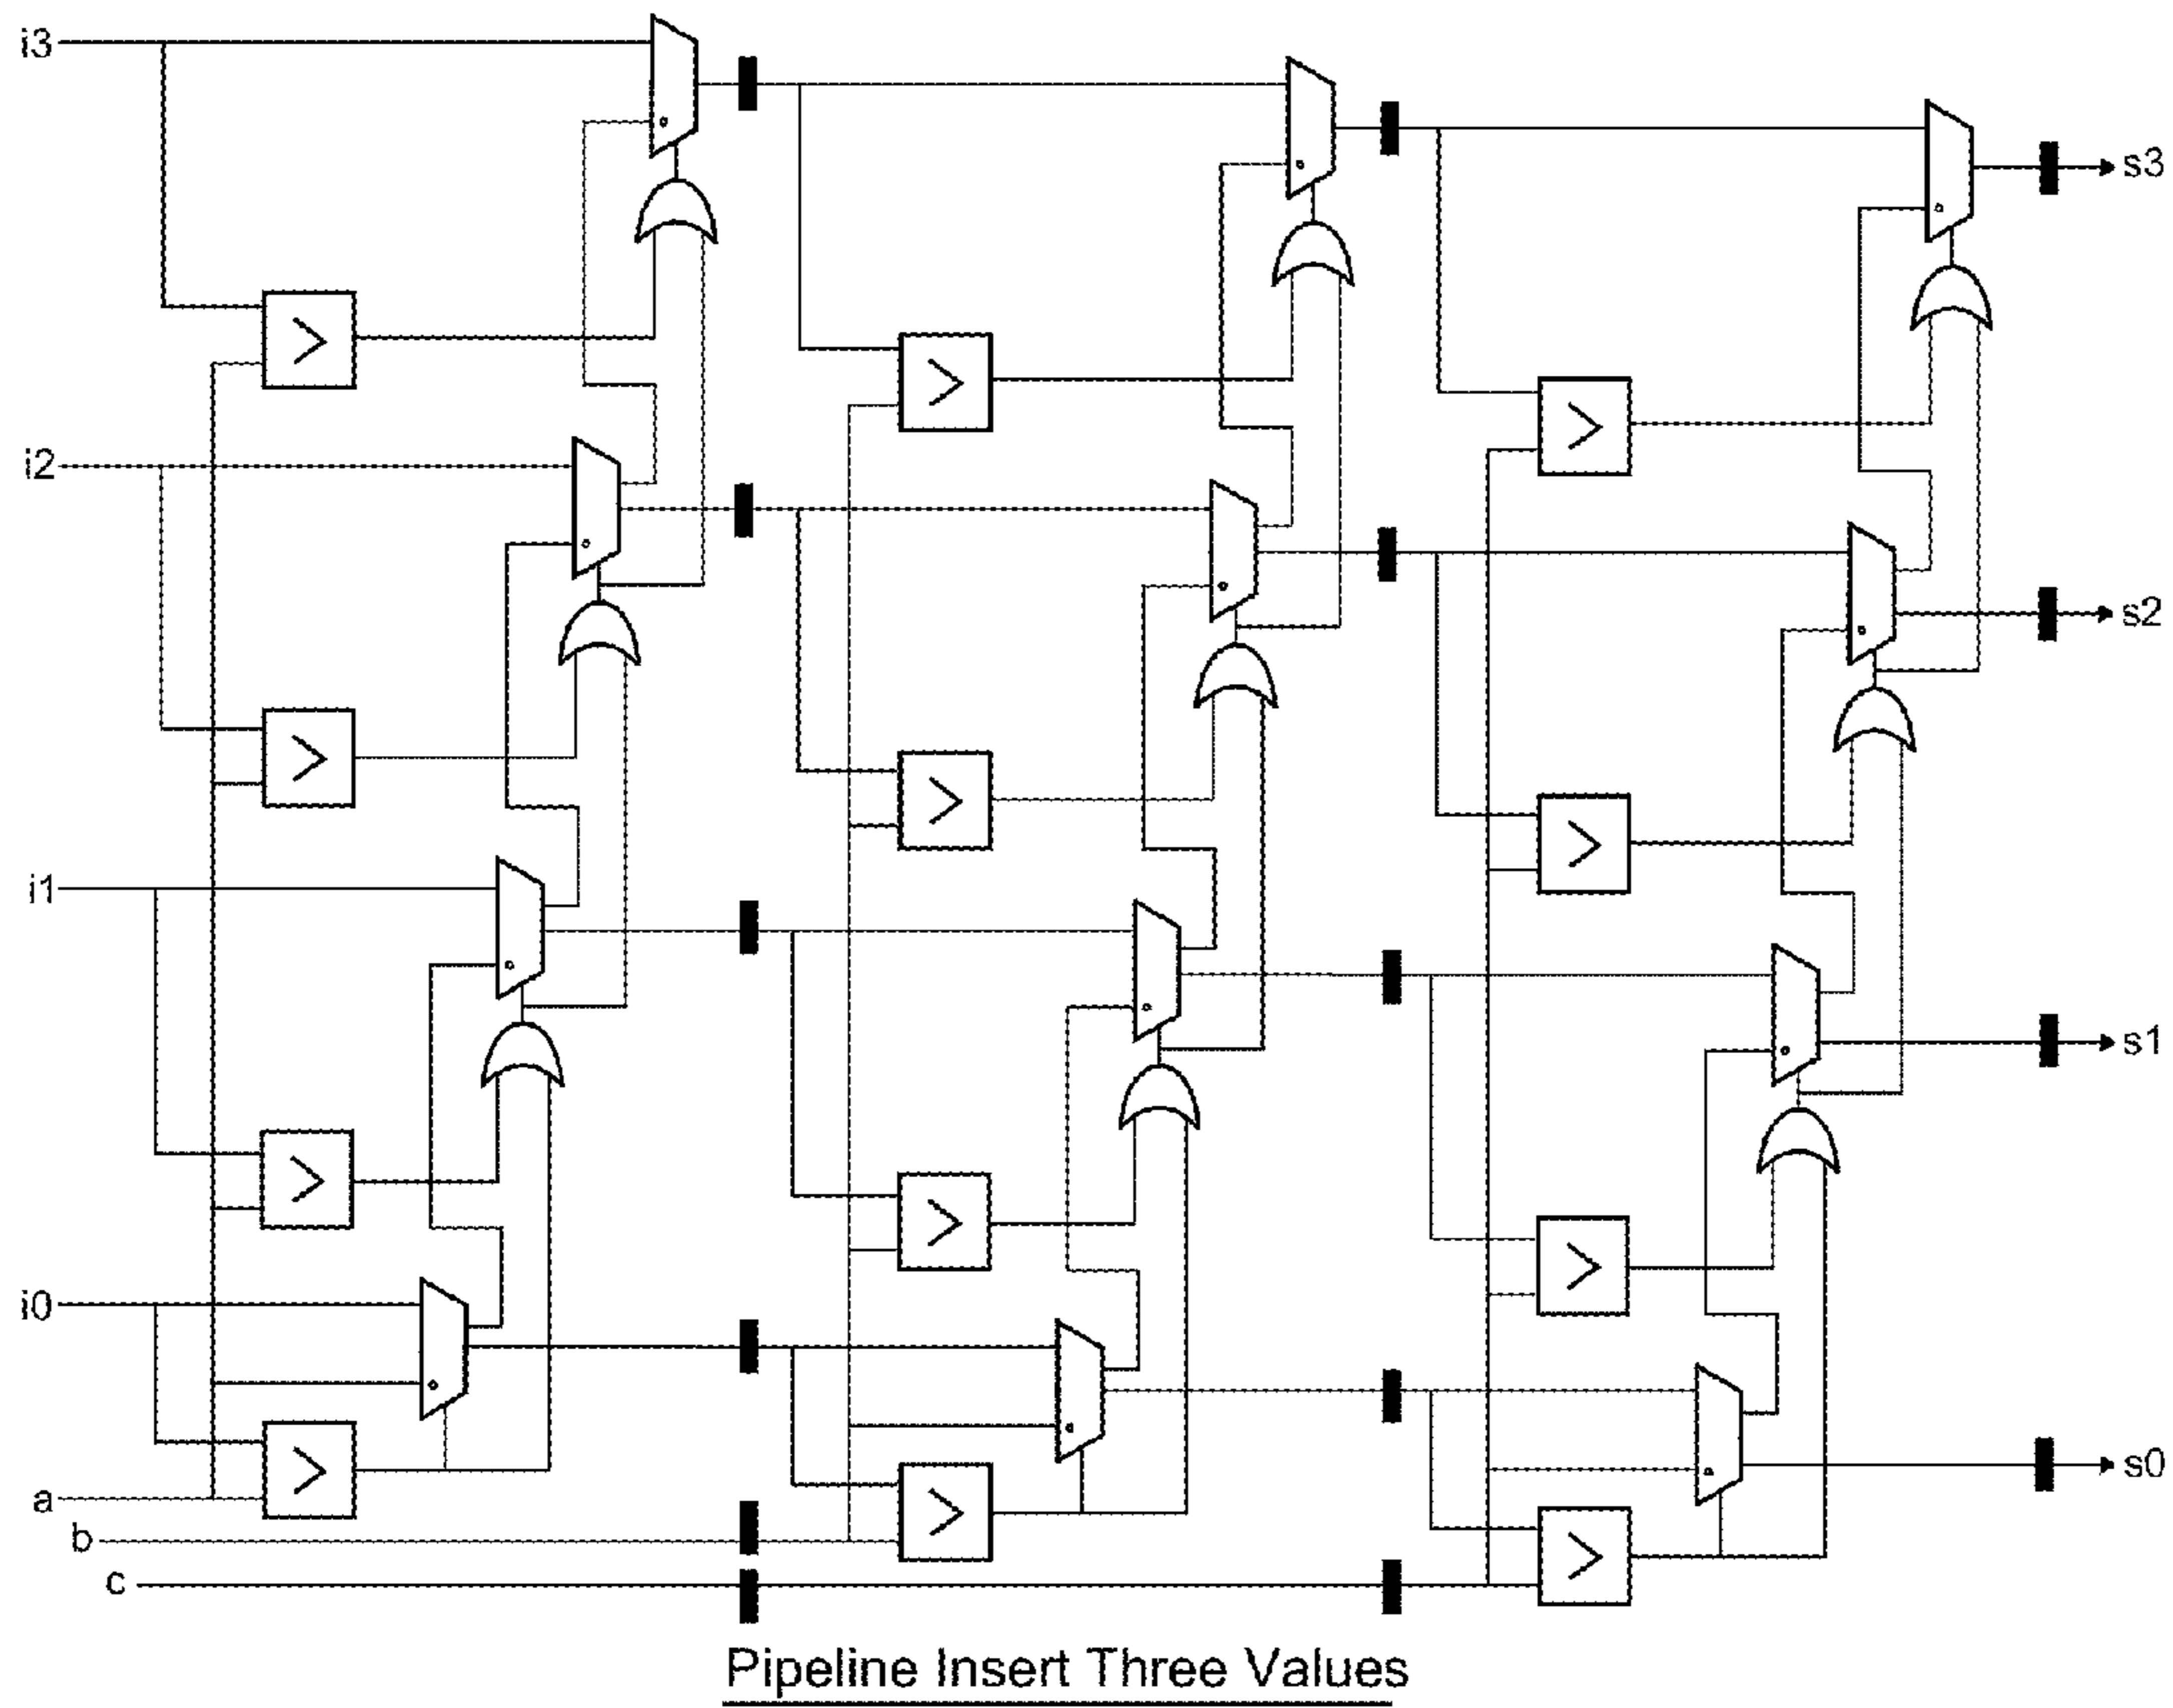 i3
s3
i2
s2
i1
s1
i0
s0
a
b
c
>
>
>
>
>
>
>
>
>
>
>
>
Pipeline Insert Three Values